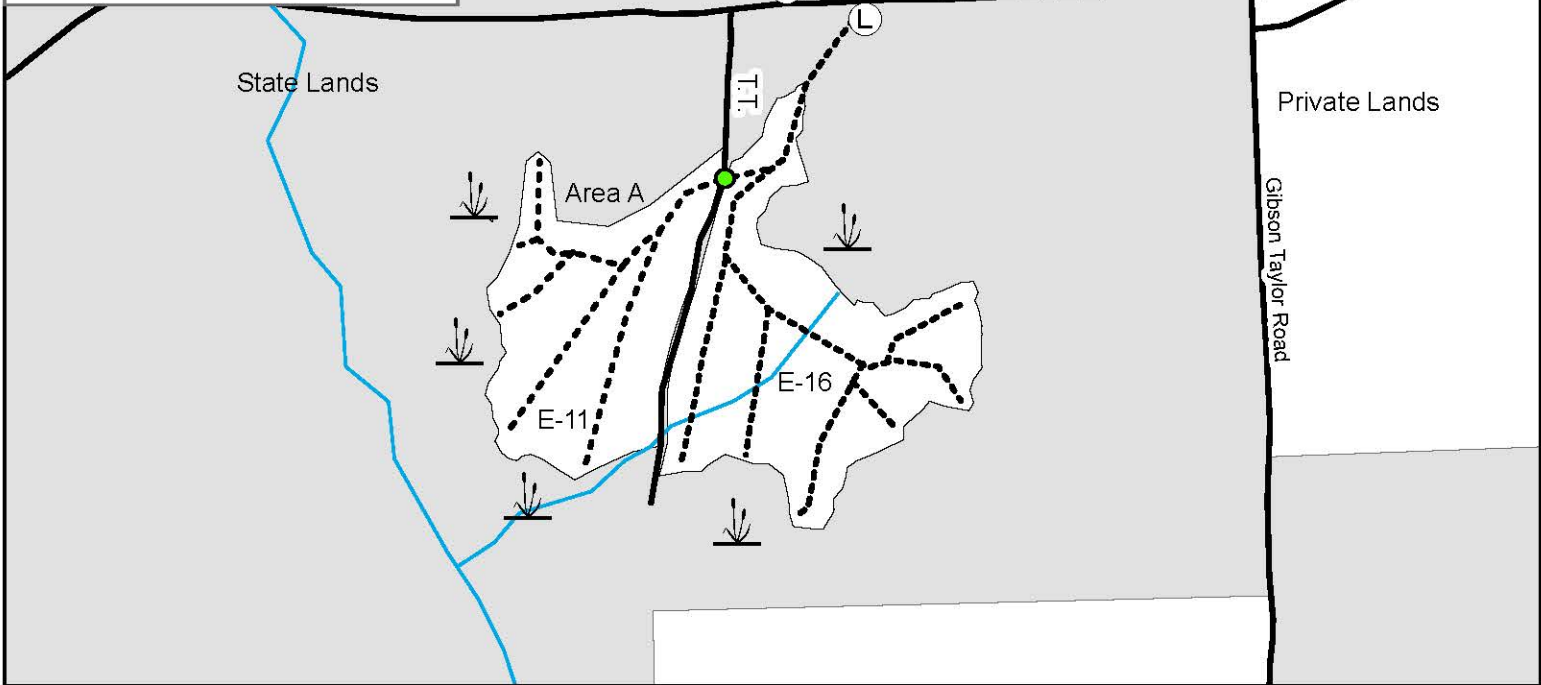 L
State Lands
T.T.
Private Lands
Area A
Gibson Taylor Road
E-16
E-11